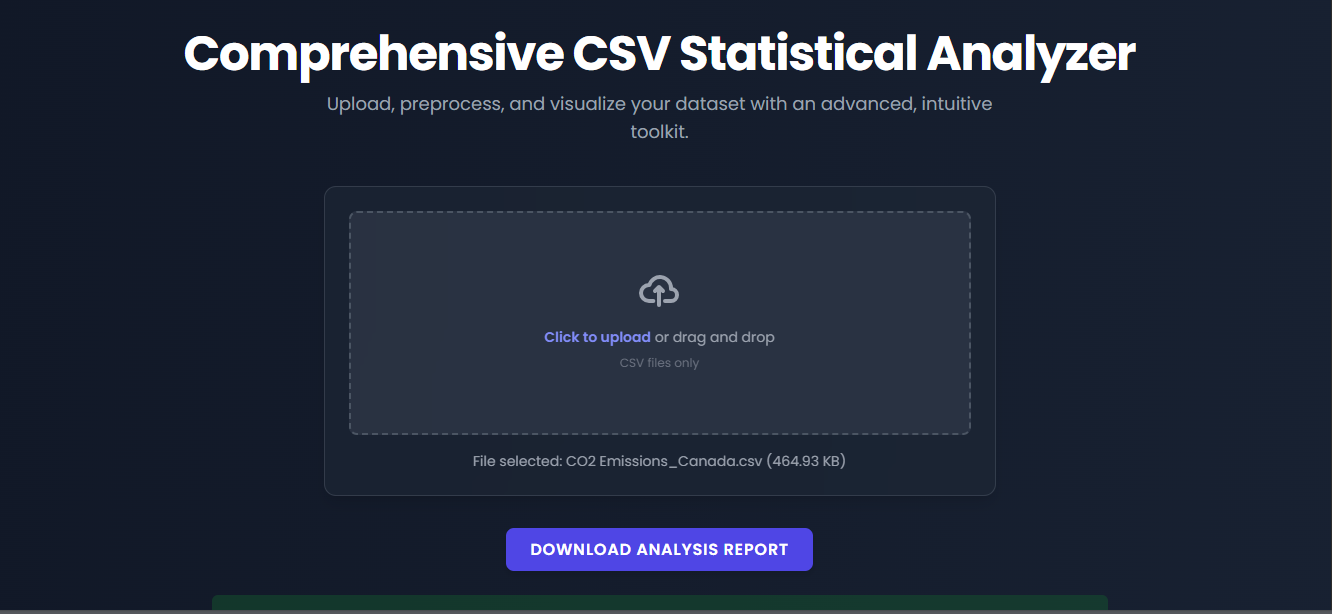 Comprehensive CSV Statistical Analyzer
Upload, preprocess, and visualize your dataset with an advanced, intuitive
toolkit.
Click to upload or drag and drop
CSV files only
File selected: CO2 Emissions_Canada.csv (464.93 KB)
DOWNLOAD ANALYSIS REPORT